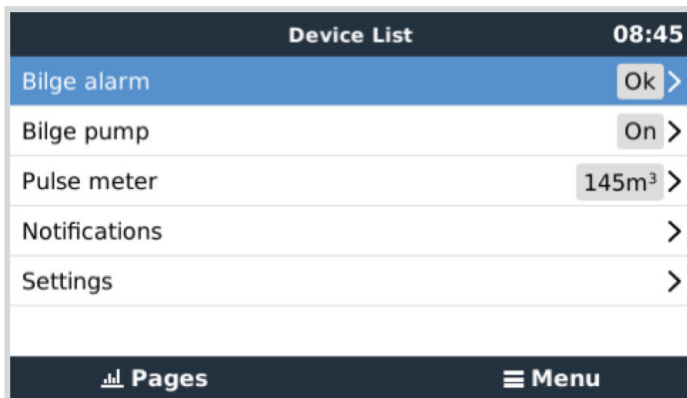 Device List 08:45
Bilge alarm Ok
Bilge pump On
Pulse meter 145m³
Notifications
Settings
Pages Menu